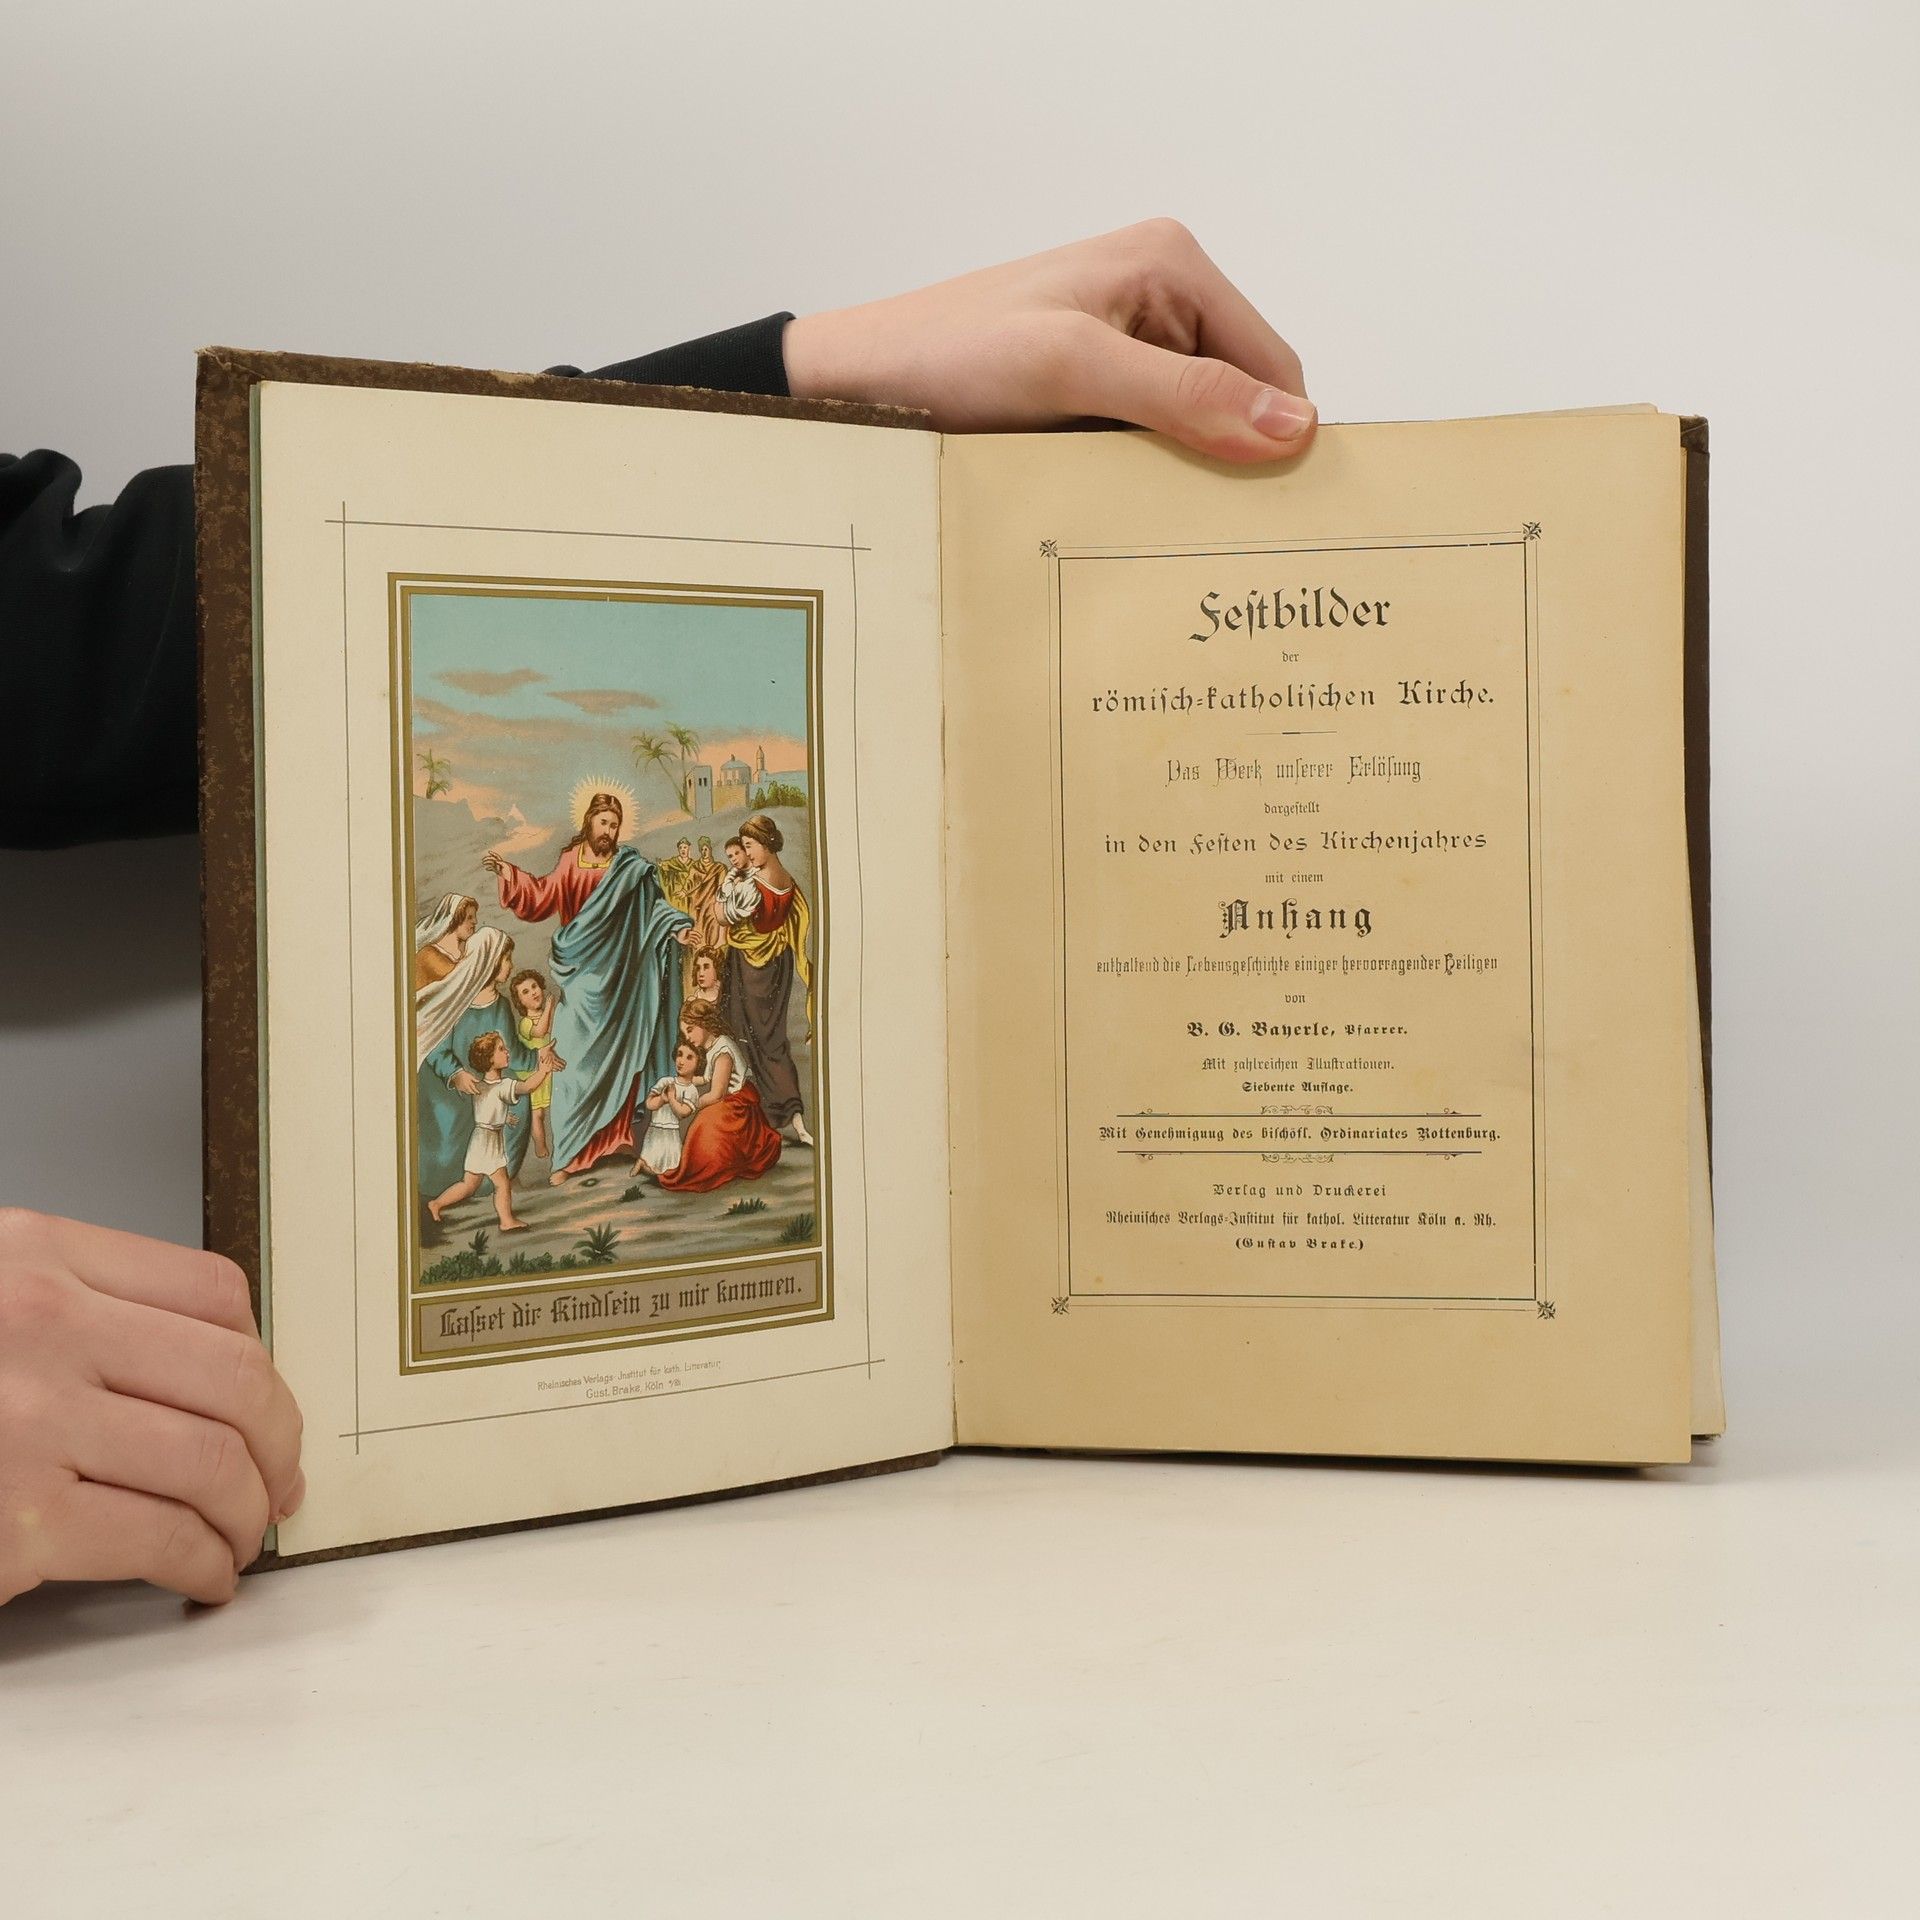 Lasset die Kindlein zu mir kommen.
Rheinisches Verlags-Institut für kath. Litteratur,
Gust. Brake, Köln a/Rh.
Festbilder
der
römisch-katholischen Kirche.
Das Werk unserer Erlösung
dargestellt
in den Festen des Kirchenjahres
mit einem
Anhang
enthaltend die Lebensgeschichte einiger hervorragender Heiligen
von
B. G. Bayerle, Pfarrer.
Mit zahlreichen Illustrationen.
Siebente Auflage.
Mit Genehmigung des bischöfl. Ordinariates Rottenburg.
Verlag und Druckerei
Rheinisches Verlags-Institut für kathol. Litteratur Köln a. Rh.
(Gustav Brake.)